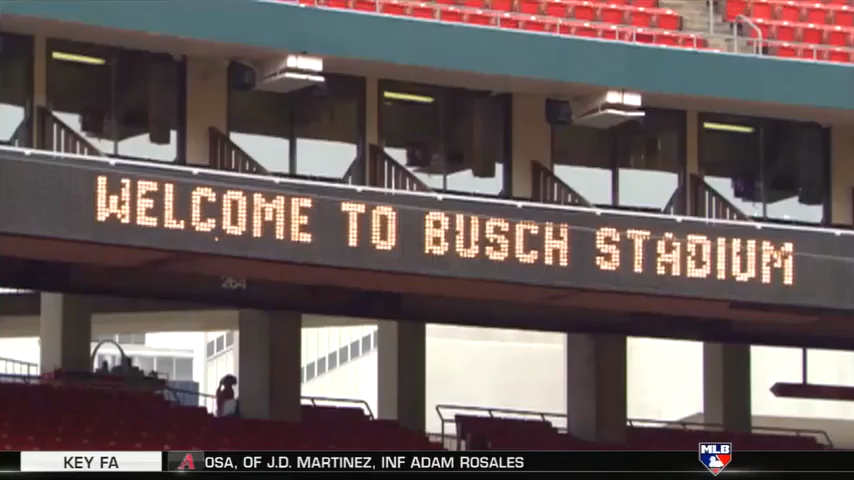 WELCOME TO BUSCH STADIUM
264
KEY FA
OSA, OF J.D. MARTINEZ, INF ADAM ROSALES
MLB